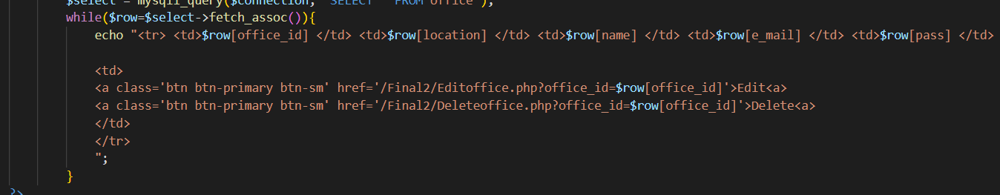 $select = mysqli_query($connection, "SELECT * FROM office");
while($row=$select->fetch_assoc()){
echo "<tr> <td>$row[office_id] </td> <td>$row[location] </td> <td>$row[name] </td> <td>$row[e_mail] </td> <td>$row[pass] </td>
<td>
<a class='btn btn-primary btn-sm' href='/Final2/Editoffice.php?office_id=$row[office_id]'>Edit<a>
<a class='btn btn-primary btn-sm' href='/Final2/Deleteoffice.php?office_id=$row[office_id]'>Delete<a>
</td>
</tr>
";
}
?>